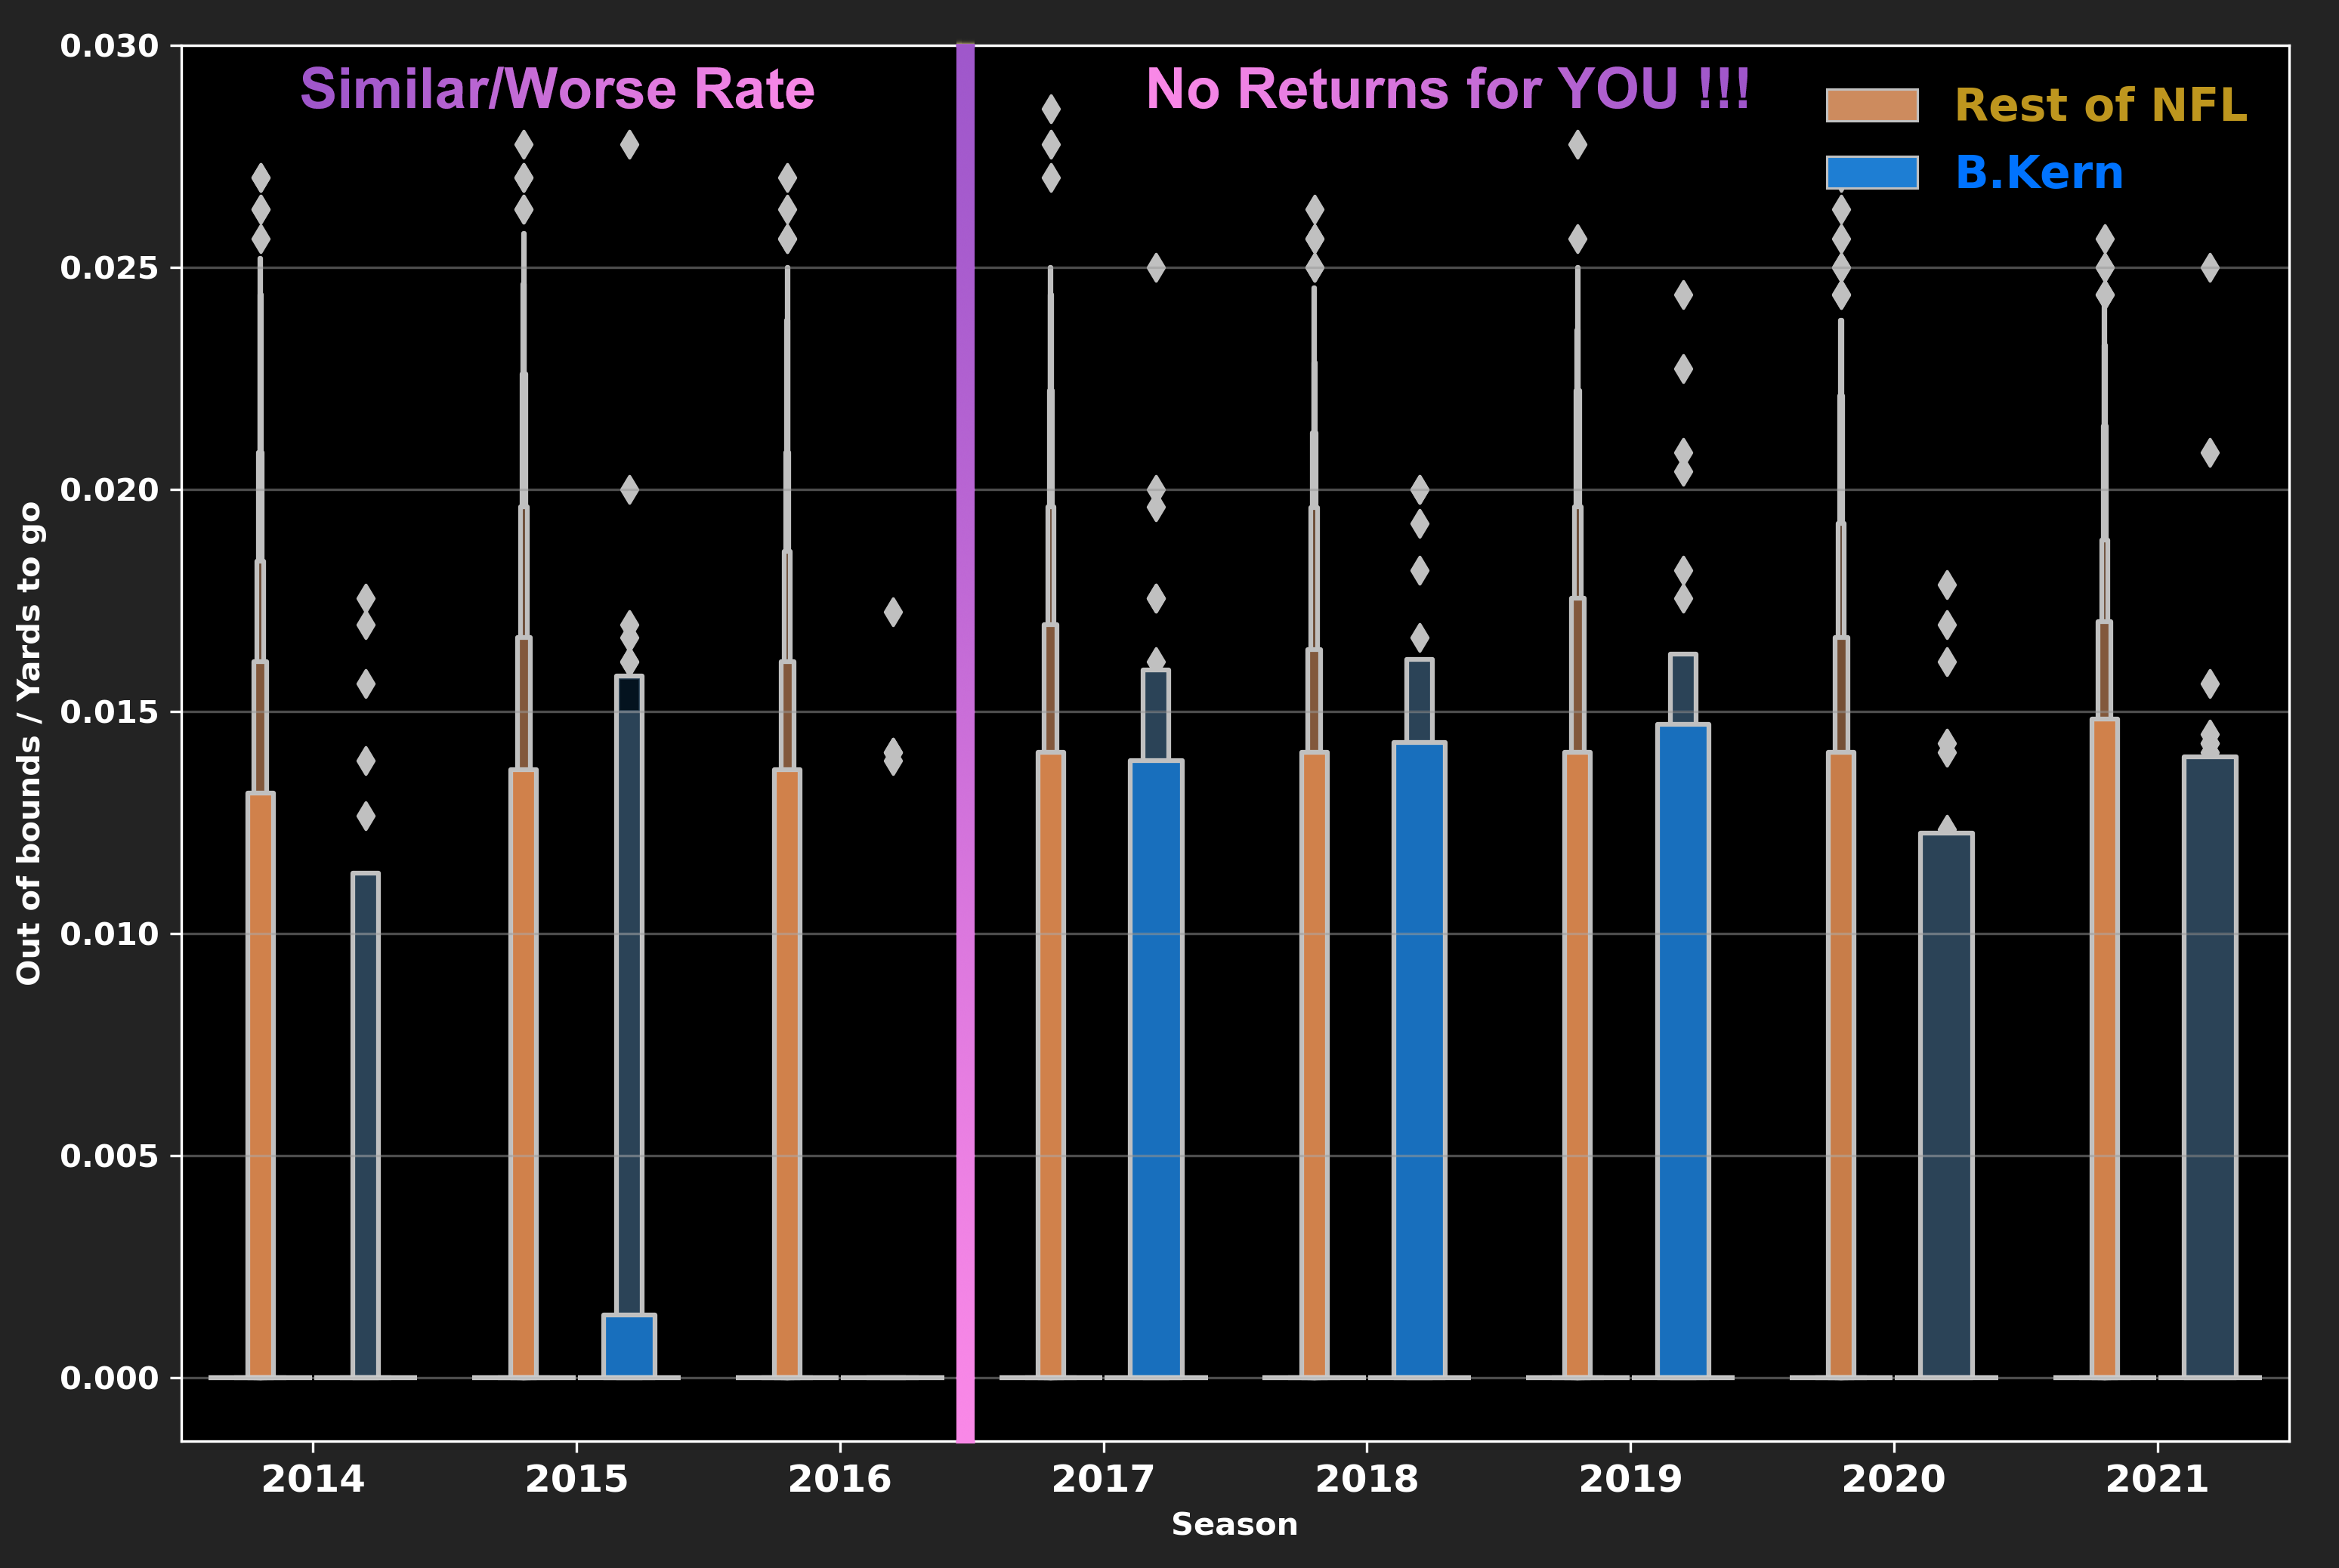 Similar/Worse Rate
No Returns for YOU !!!
Rest of NFL
B.Kern
Out of bounds / Yards to go
0.030
0.025
0.020
0.015
0.010
0.005
0.000
2014 2015 2016 2017 2018 2019 2020 2021
Season